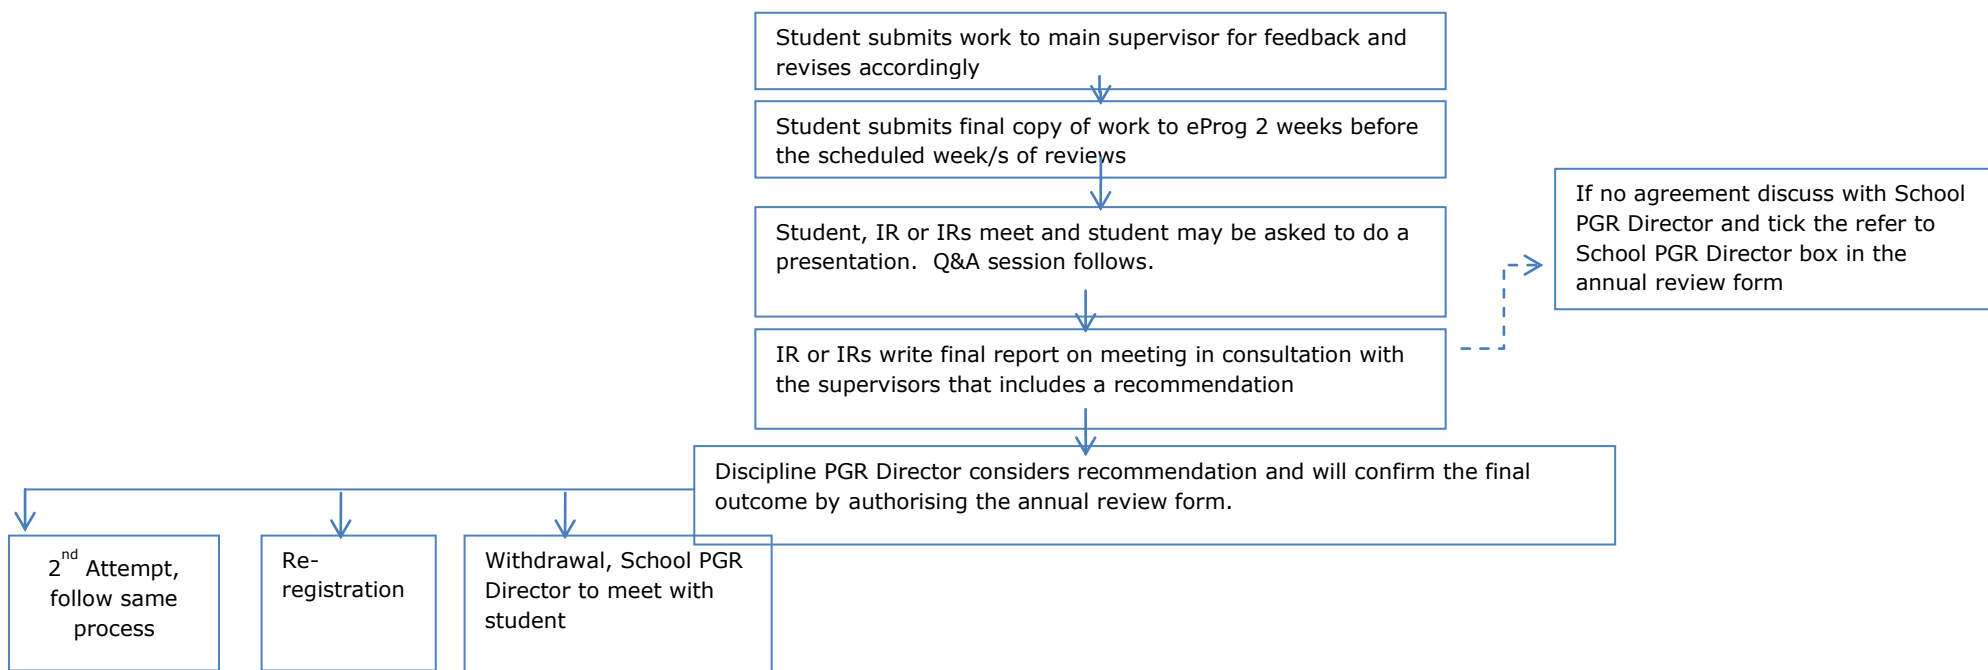 Student submits work to main supervisor for feedback and
revises accordingly
Student submits final copy of work to eProg 2 weeks before
the scheduled week/s of reviews
If no agreement discuss with School
PGR Director and tick the refer to
School PGR Director box in the
annual review form
Student, IR or IRs meet and student may be asked to do a
presentation.  Q&A session follows.
IR or IRs write final report on meeting in consultation with
the supervisors that includes a recommendation
Discipline PGR Director considers recommendation and will confirm the final
outcome by authorising the annual review form.
2nd Attempt,
follow same
process
Re-
registration
Withdrawal, School PGR
Director to meet with
student